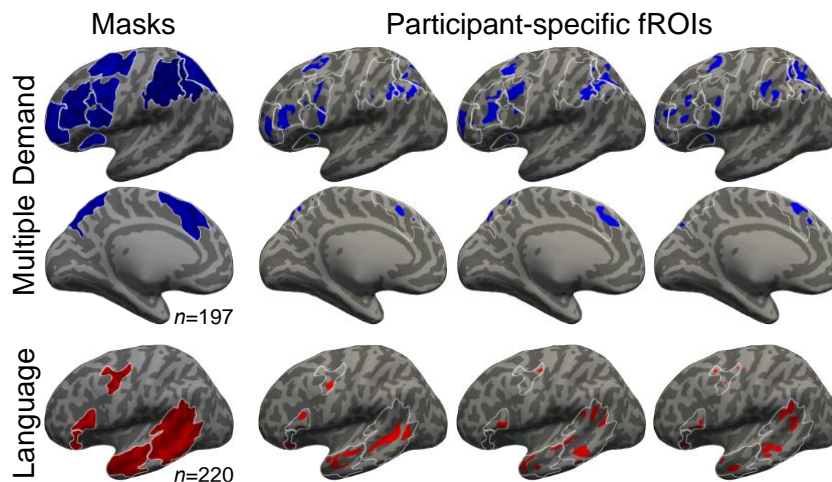 Masks
Participant-specific fROIs
Multiple Demand
n=197
Language
n=220